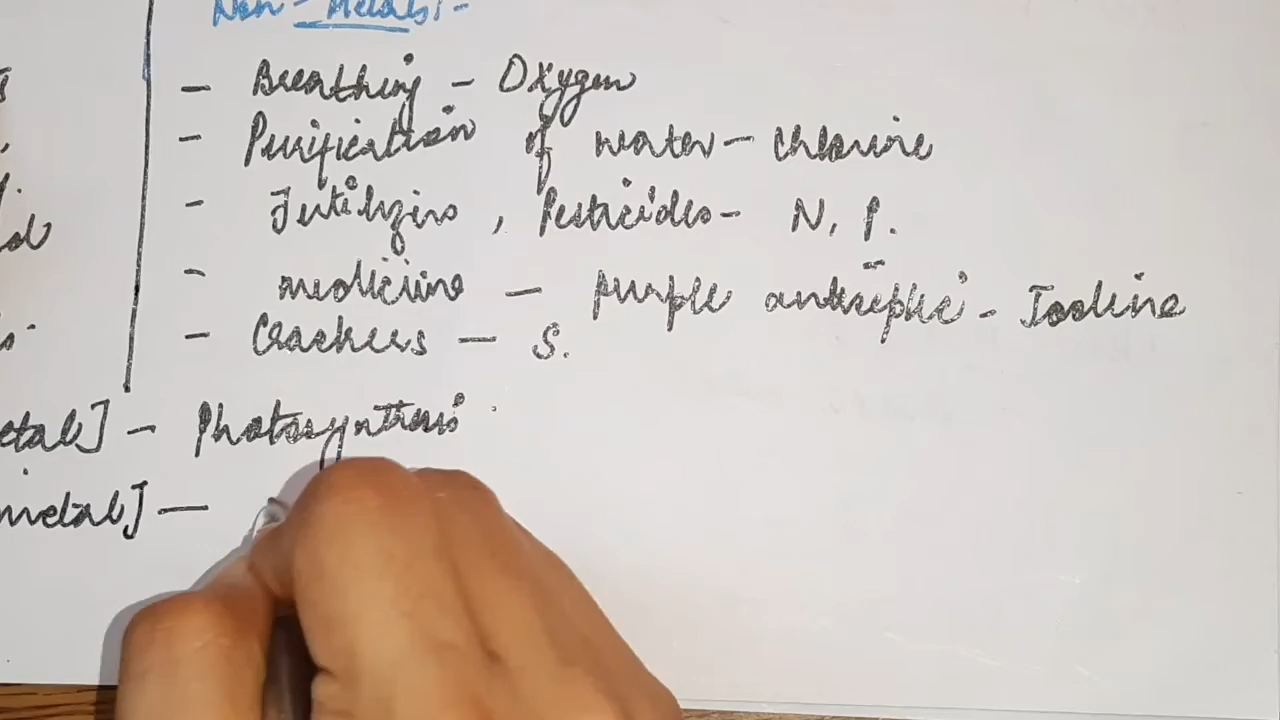 Non-Metals:-
- Breathing - Oxygen
- Purification of water - chlorine
- Fertilizers, Pesticides - N, P.
- medicine - purple antiseptic - Iodine
- Crackers - S.
etal] - Photosynthesis
metal] -